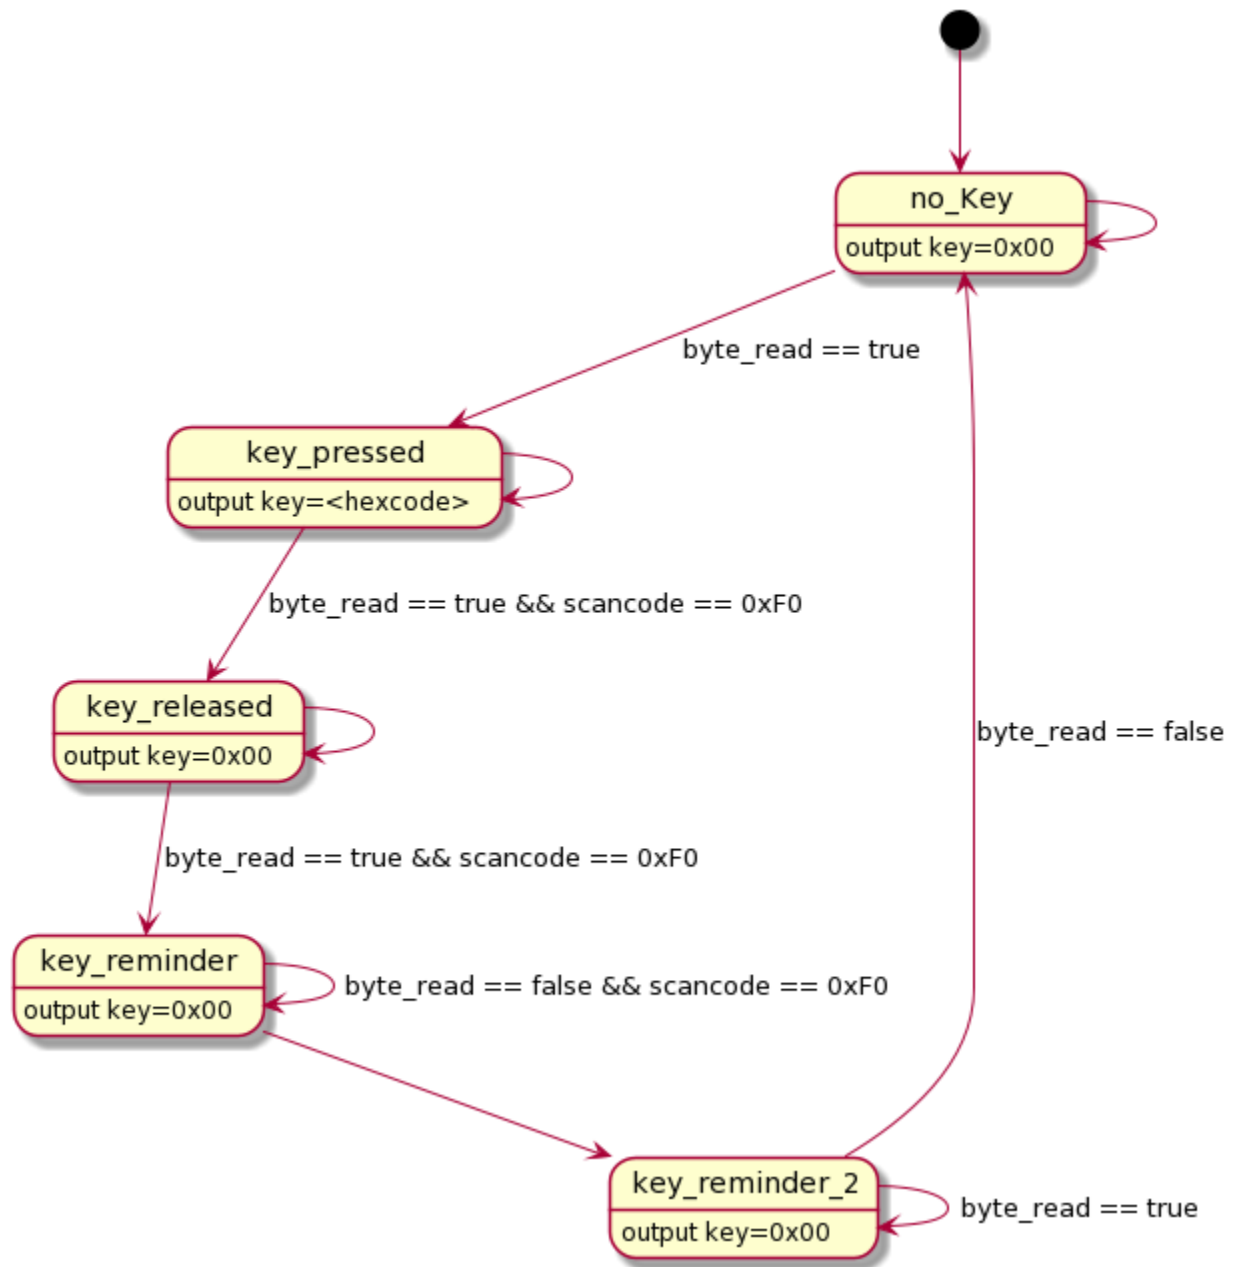 no_Key
output key=0x00
byte_read == true
key_pressed
output key=<hexcode>
byte_read == true && scancode == 0xF0
key_released
output key=0x00
byte_read == false
byte_read == true && scancode == 0xF0
key_reminder
output key=0x00
byte_read == false && scancode == 0xF0
key_reminder_2
output key=0x00
byte_read == true